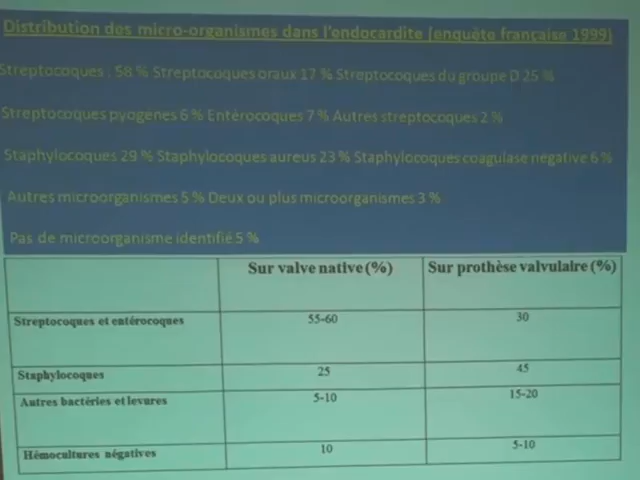 Distribution des micro-organismes dans l'endocardite (enquête française 1999)
Streptocoques . 58 % Streptocoques oraux 17 % Streptocoques du groupe D 25 %
Streptocoques pyogenes 6 % Entérocoques 7 % Autres streptocoques 2 %
Staphylocoques 29 % Staphylocoques aureus 23 % Staphylocoques coagulase négative 6 %
Autres microorganismes 5 % Deux ou plus microorganismes 3 %
Pas de microorganisme identifié 5 %
Sur valve native (%) Sur prothèse valvulaire (%)
Streptocoques et entérocoques 55-60 30
Staphylocoques 25 45
Autres bactéries et levures 5-10 15-20
Hémocultures négatives 10 5-10